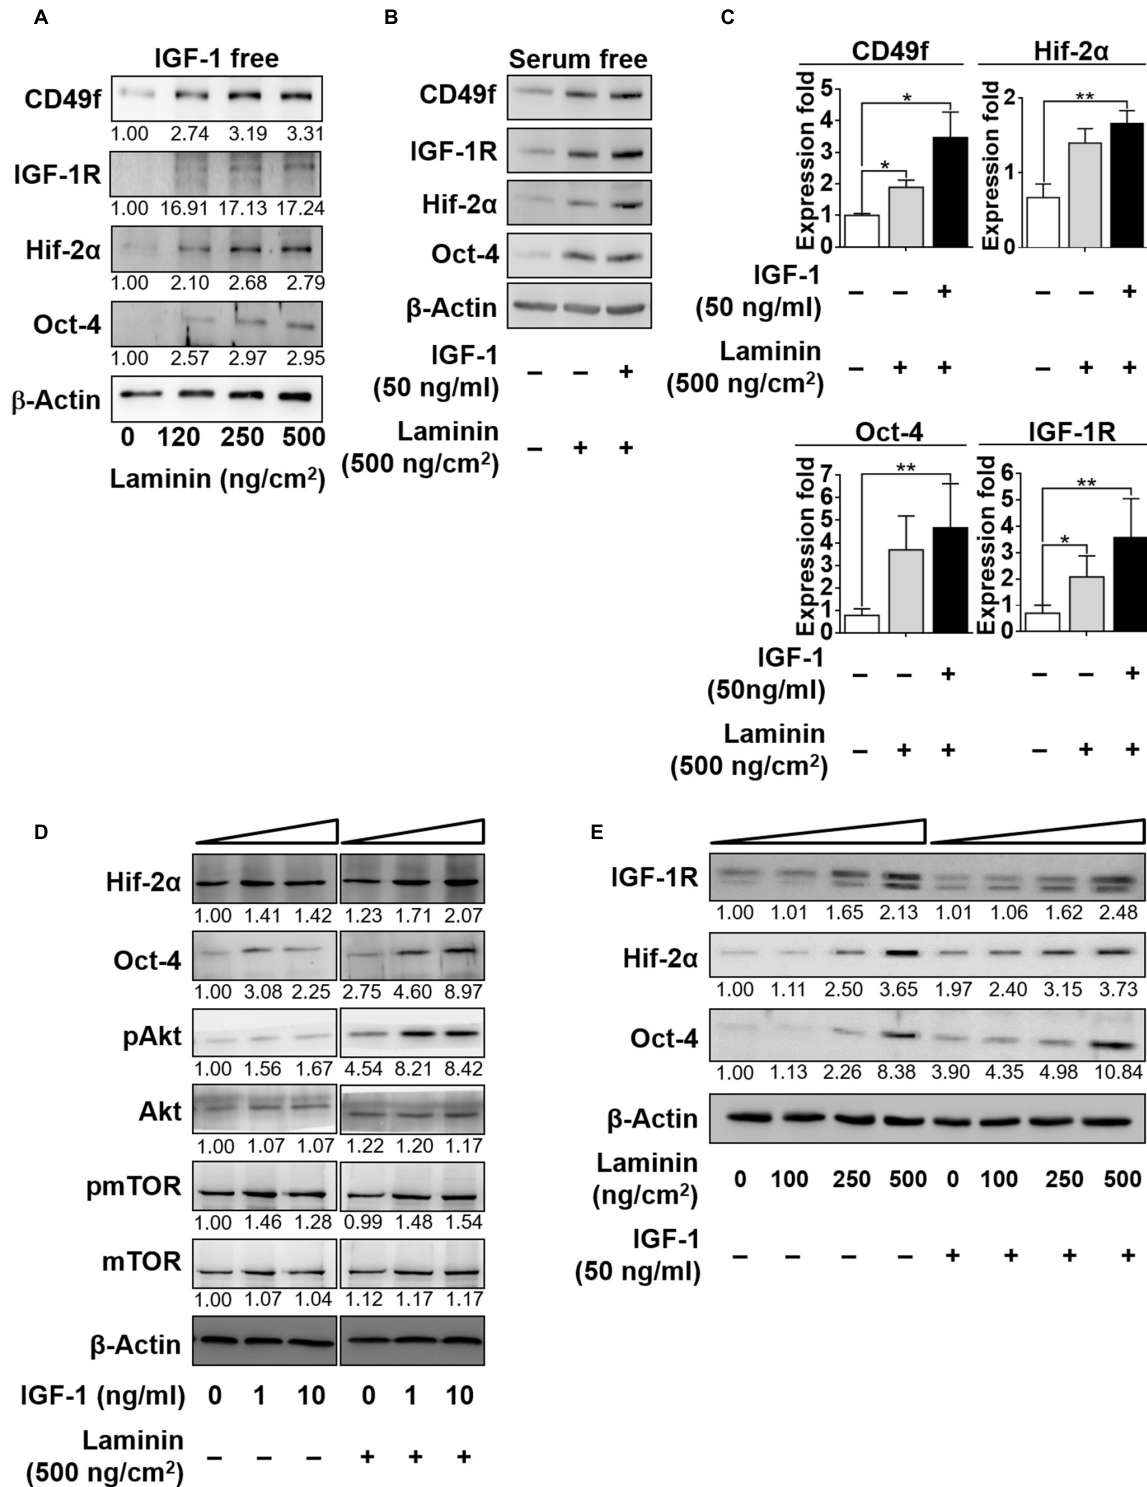 A
IGF-1 free
CD49f
1.00 2.74 3.19 3.31
IGF-1R
1.00 16.91 17.13 17.24
Hif-2α
1.00 2.10 2.68 2.79
Oct-4
1.00 2.57 2.97 2.95
β-Actin
0 120 250 500
Laminin (ng/cm²)
B
Serum free
CD49f
IGF-1R
Hif-2α
Oct-4
β-Actin
IGF-1
(50 ng/ml)
– – +
Laminin
(500 ng/cm²)
– + +
C
CD49f
Expression fold
5
4
3
2
1
0
*
*
Hif-2α
Expression fold
2
1
0
**
IGF-1
(50 ng/ml)
– – + – – +
Laminin
(500 ng/cm²)
– + + – + +
Oct-4
Expression fold
7
6
5
4
3
2
1
0
**
IGF-1R
Expression fold
6
5
4
3
2
1
0
**
*
IGF-1
(50ng/ml)
– – + – – +
Laminin
(500 ng/cm²)
– + + – + +
D
Hif-2α
1.00 1.41 1.42 1.23 1.71 2.07
Oct-4
1.00 3.08 2.25 2.75 4.60 8.97
pAkt
1.00 1.56 1.67 4.54 8.21 8.42
Akt
1.00 1.07 1.07 1.22 1.20 1.17
pmTOR
1.00 1.46 1.28 0.99 1.48 1.54
mTOR
1.00 1.07 1.04 1.12 1.17 1.17
β-Actin
IGF-1 (ng/ml) 0 1 10 0 1 10
Laminin
(500 ng/cm²)
– – – + + +
E
IGF-1R
1.00 1.01 1.65 2.13 1.01 1.06 1.62 2.48
Hif-2α
1.00 1.11 2.50 3.65 1.97 2.40 3.15 3.73
Oct-4
1.00 1.13 2.26 8.38 3.90 4.35 4.98 10.84
β-Actin
Laminin
(ng/cm²)
0 100 250 500 0 100 250 500
IGF-1
(50 ng/ml)
– – – – + + + +